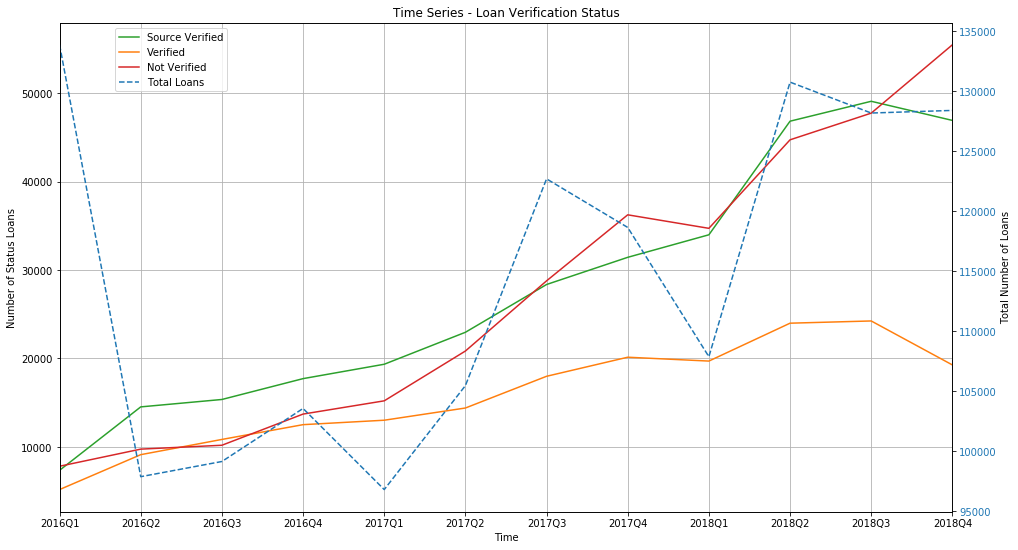 Time Series - Loan Verification Status
Source Verified
Verified
Not Verified
Total Loans
Number of Status Loans
50000
40000
30000
20000
10000
135000
130000
125000
120000
115000
110000
105000
100000
95000
Total Number of Loans
2016Q1 2016Q2 2016Q3 2016Q4 2017Q1 2017Q2 2017Q3 2017Q4 2018Q1 2018Q2 2018Q3 2018Q4
Time